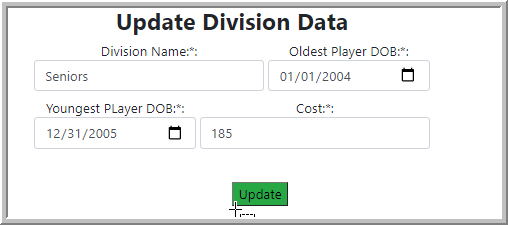 Update Division Data
Division Name:*: Oldest Player DOB:*:
Seniors 01/01/2004
Youngest PLayer DOB:*: Cost:*:
12/31/2005 185
Update